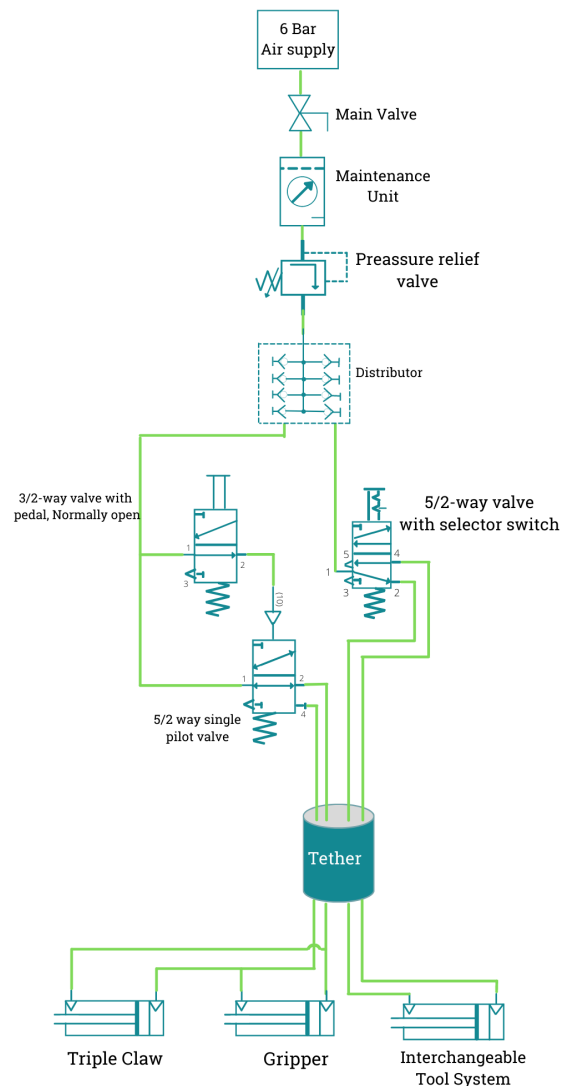 6 Bar
Air supply
Main Valve
Maintenance
Unit
Preassure relief
valve
Distributor
3/2-way valve with
pedal, Normally open
5/2-way valve
with selector switch
1
2
3
5
4
1
3
2
(10)
1
2
4
5/2 way single
pilot valve
Tether
Triple Claw
Gripper
Interchangeable
Tool System